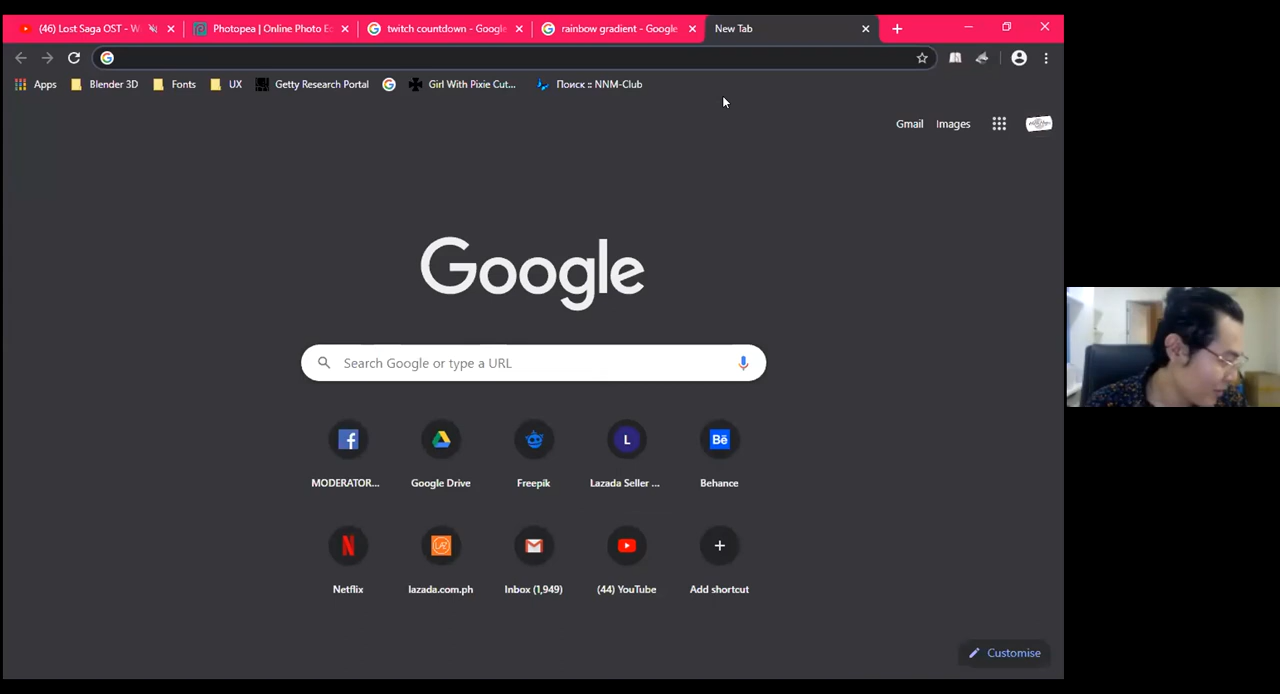 (46) Lost Saga OST - W
Photopea | Online Photo Ec
twitch countdown - Google
rainbow gradient - Google
New Tab
Apps
Blender 3D
Fonts
UX
Getty Research Portal
Girl With Pixie Cut...
Поиск :: NNM-Club
Gmail
Images
Google
Search Google or type a URL
MODERATOR...
Google Drive
Freepik
L
Lazada Seller ...
Bē
Behance
Netflix
lazada.com.ph
Inbox (1,949)
(44) YouTube
Add shortcut
Customise